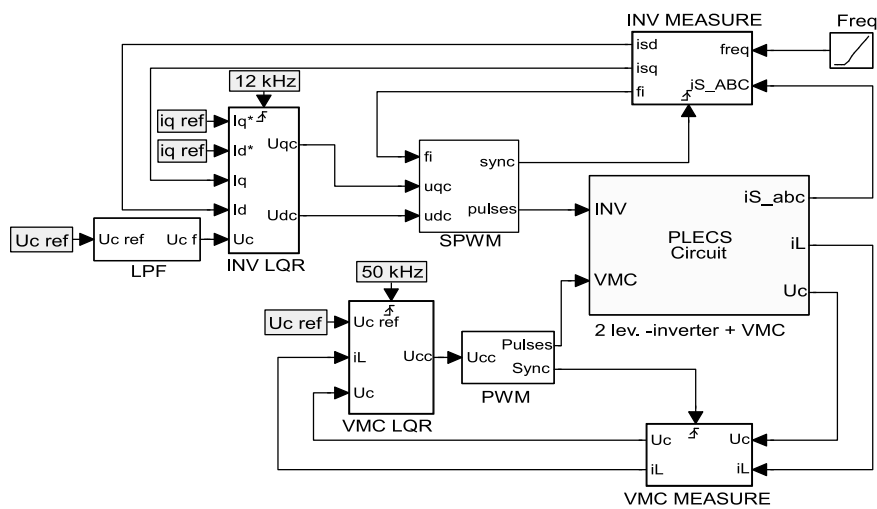 INV MEASURE
Freq
isd
isq
fi
freq
iS_ABC
12 kHz
iq ref
iq ref
Iq*
Id*
Iq
Id
Uc
Uqc
Udc
INV LQR
Uc ref
Uc ref
Uc f
LPF
fi
uqc
udc
sync
pulses
SPWM
INV
VMC
PLECS
Circuit
iS_abc
iL
Uc
2 lev. -inverter + VMC
50 kHz
Uc ref
Uc ref
iL
Uc
Ucc
VMC LQR
Ucc
Pulses
Sync
PWM
Uc
iL
Uc
iL
VMC MEASURE